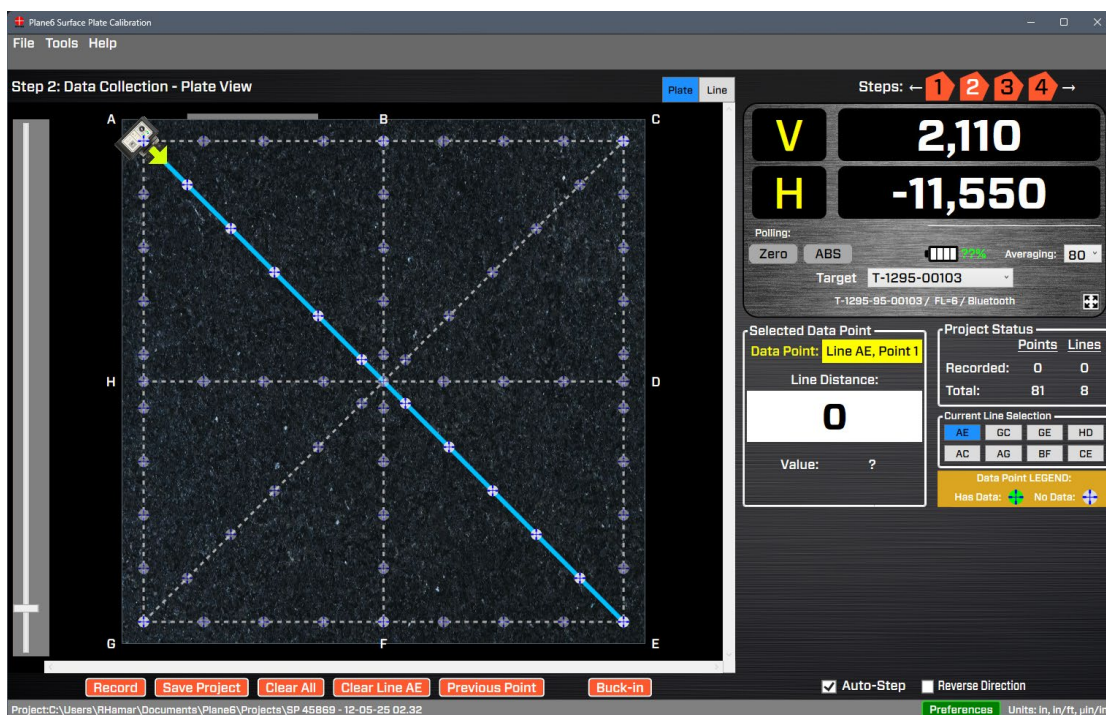 Plane6 Surface Plate Calibration
File Tools Help
Step 2: Data Collection - Plate View
Plate Line
Steps: ← 1 2 3 4 →
A B C
H D
G F E
V 2,110
H -11,550
Polling:
Zero ABS ??% Averaging: 80
Target T-1295-00103
T-1295-95-00103 / FL=6 / Bluetooth
Selected Data Point
Data Point: Line AE, Point 1
Line Distance:
0
Value: ?
Project Status
Points Lines
Recorded: 0 0
Total: 81 8
Current Line Selection
AE GC GE HD
AC AG BF CE
Data Point LEGEND:
Has Data: No Data:
Record Save Project Clear All Clear Line AE Previous Point Buck-in
Auto-Step Reverse Direction
Project:C:\Users\RHamar\Documents\Plane6\Projects\SP 45869 - 12-05-25 02.32
Preferences Units: in, in/ft, µin/in